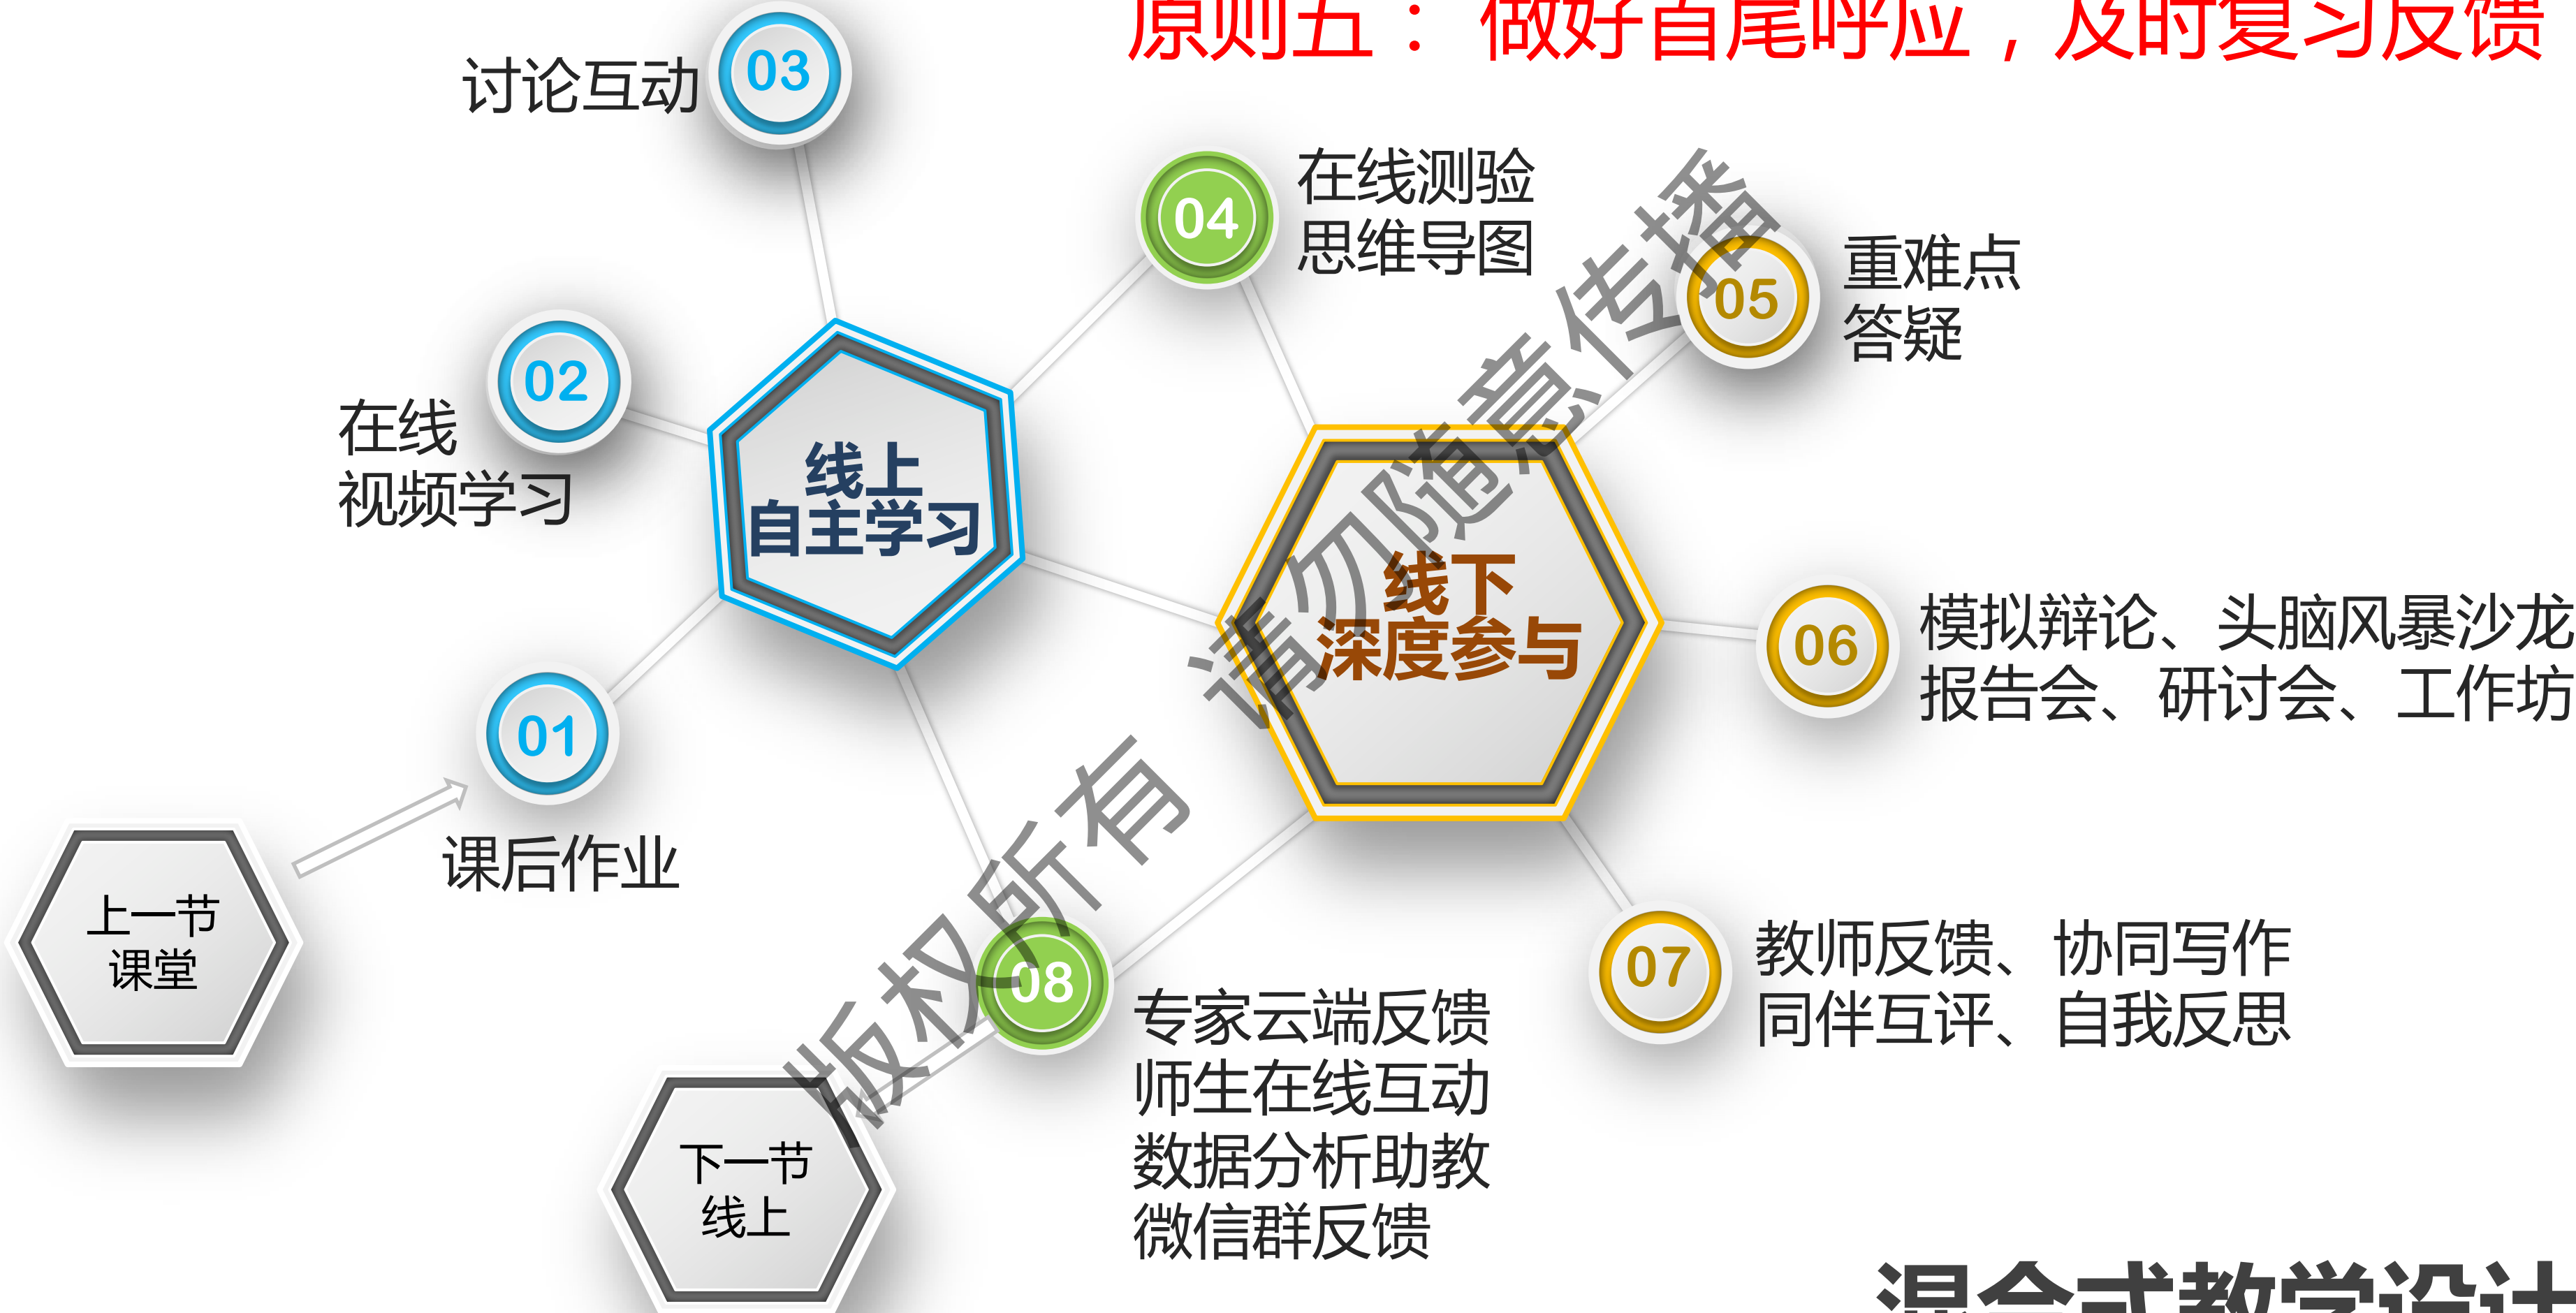 原则五：做好首尾呼应，及时复习反馈
03
讨论互动
04
在线测验
思维导图
05
重难点
答疑
02
在线
视频学习
线上
自主学习
线下
深度参与
06
模拟辩论、头脑风暴沙龙
报告会、研讨会、工作坊
01
课后作业
上一节
课堂
07
教师反馈、协同写作
同伴互评、自我反思
08
专家云端反馈
师生在线互动
数据分析助教
微信群反馈
下一节
线上
版权所有 请勿随意传播
混合式教学设计